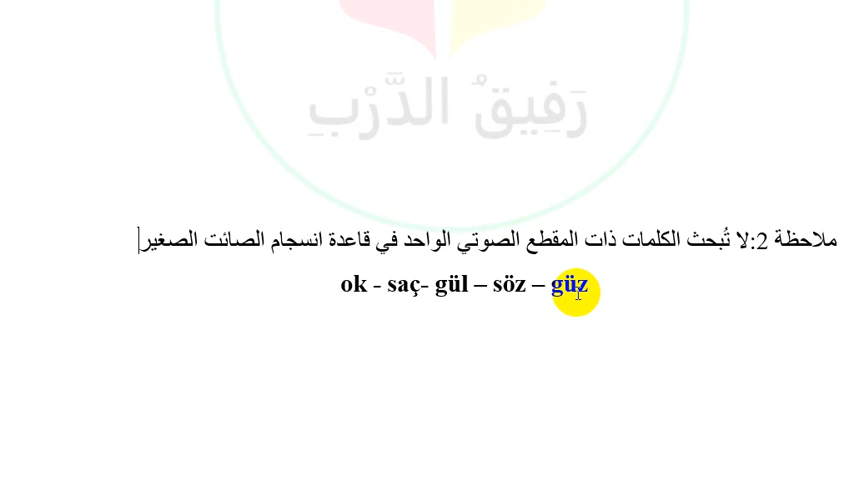 رَفِيقُ الدَّرْبِ
ملاحظة 2:لا تُبحث الكلمات ذات المقطع الصوتي الواحد في قاعدة انسجام الصائت الصغير
ok - saç- gül – söz – güz